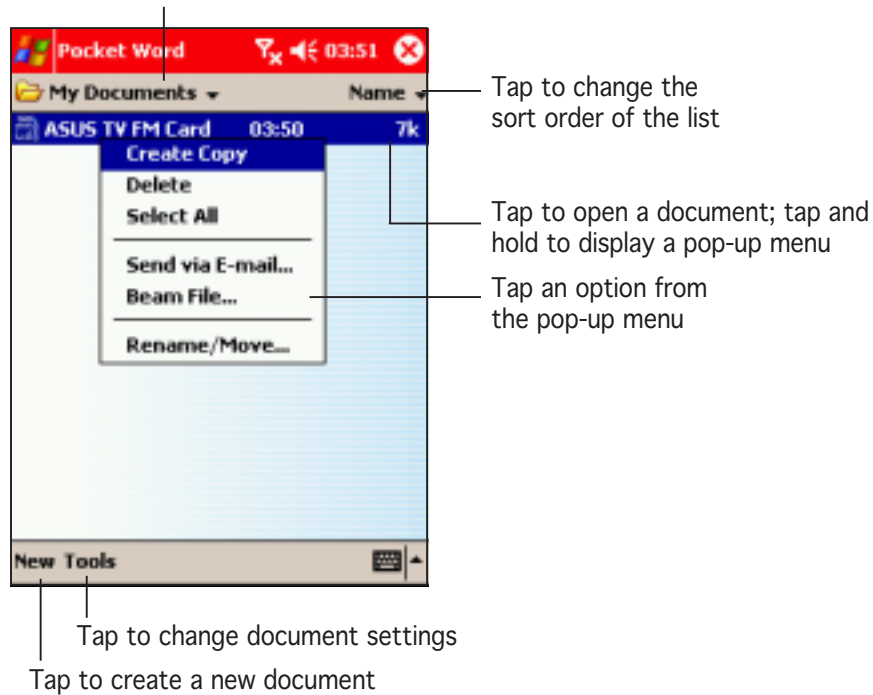 Pocket Word 03:51
My Documents Name
ASUS TV FM Card 03:50 7k
Create Copy
Delete
Select All
Send via E-mail...
Beam File...
Rename/Move...
New Tools
Tap to change the
sort order of the list
Tap to open a document; tap and
hold to display a pop-up menu
Tap an option from
the pop-up menu
Tap to change document settings
Tap to create a new document